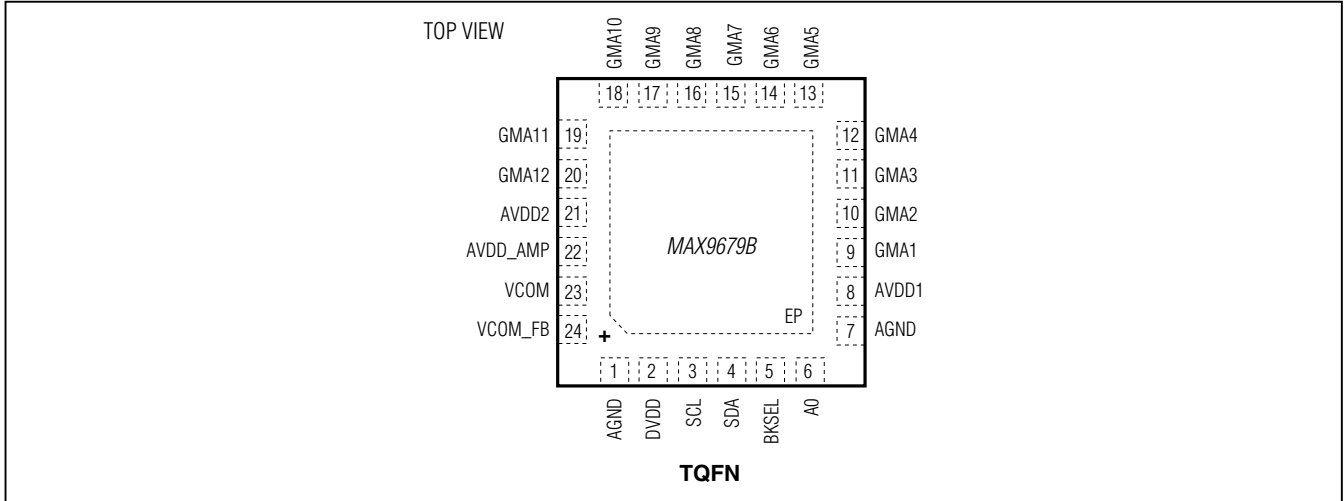 TOP VIEW
GMA10 GMA9 GMA8 GMA7 GMA6 GMA5
18 17 16 15 14 13
GMA11 19 12 GMA4
GMA12 20 11 GMA3
AVDD2 21 10 GMA2
AVDD_AMP 22 MAX9679B 9 GMA1
VCOM 23 8 AVDD1
VCOM_FB 24 + EP 7 AGND
1 2 3 4 5 6
AGND DVDD SCL SDA BKSEL A0
TQFN